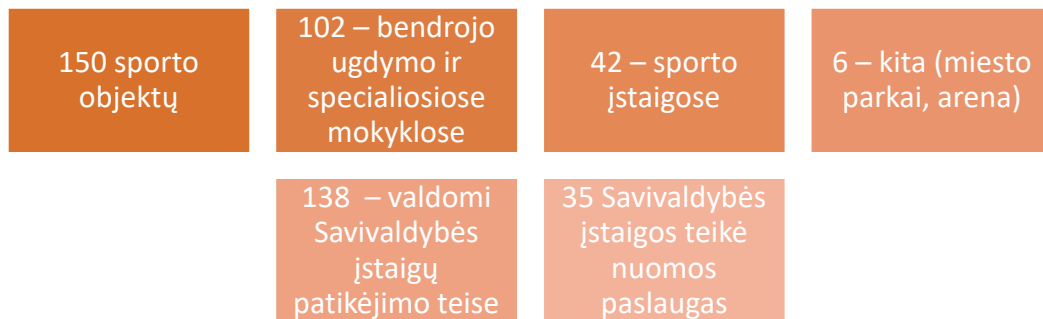 150 sporto
objektų
102 – bendrojo
ugdymo ir
specialiosiose
mokyklose
42 – sporto
įstaigose
6 – kita (miesto
parkai, arena)
138 – valdomi
Savivaldybės
įstaigų
patikėjimo teise
35 Savivaldybės
įstaigos teikė
nuomos
paslaugas